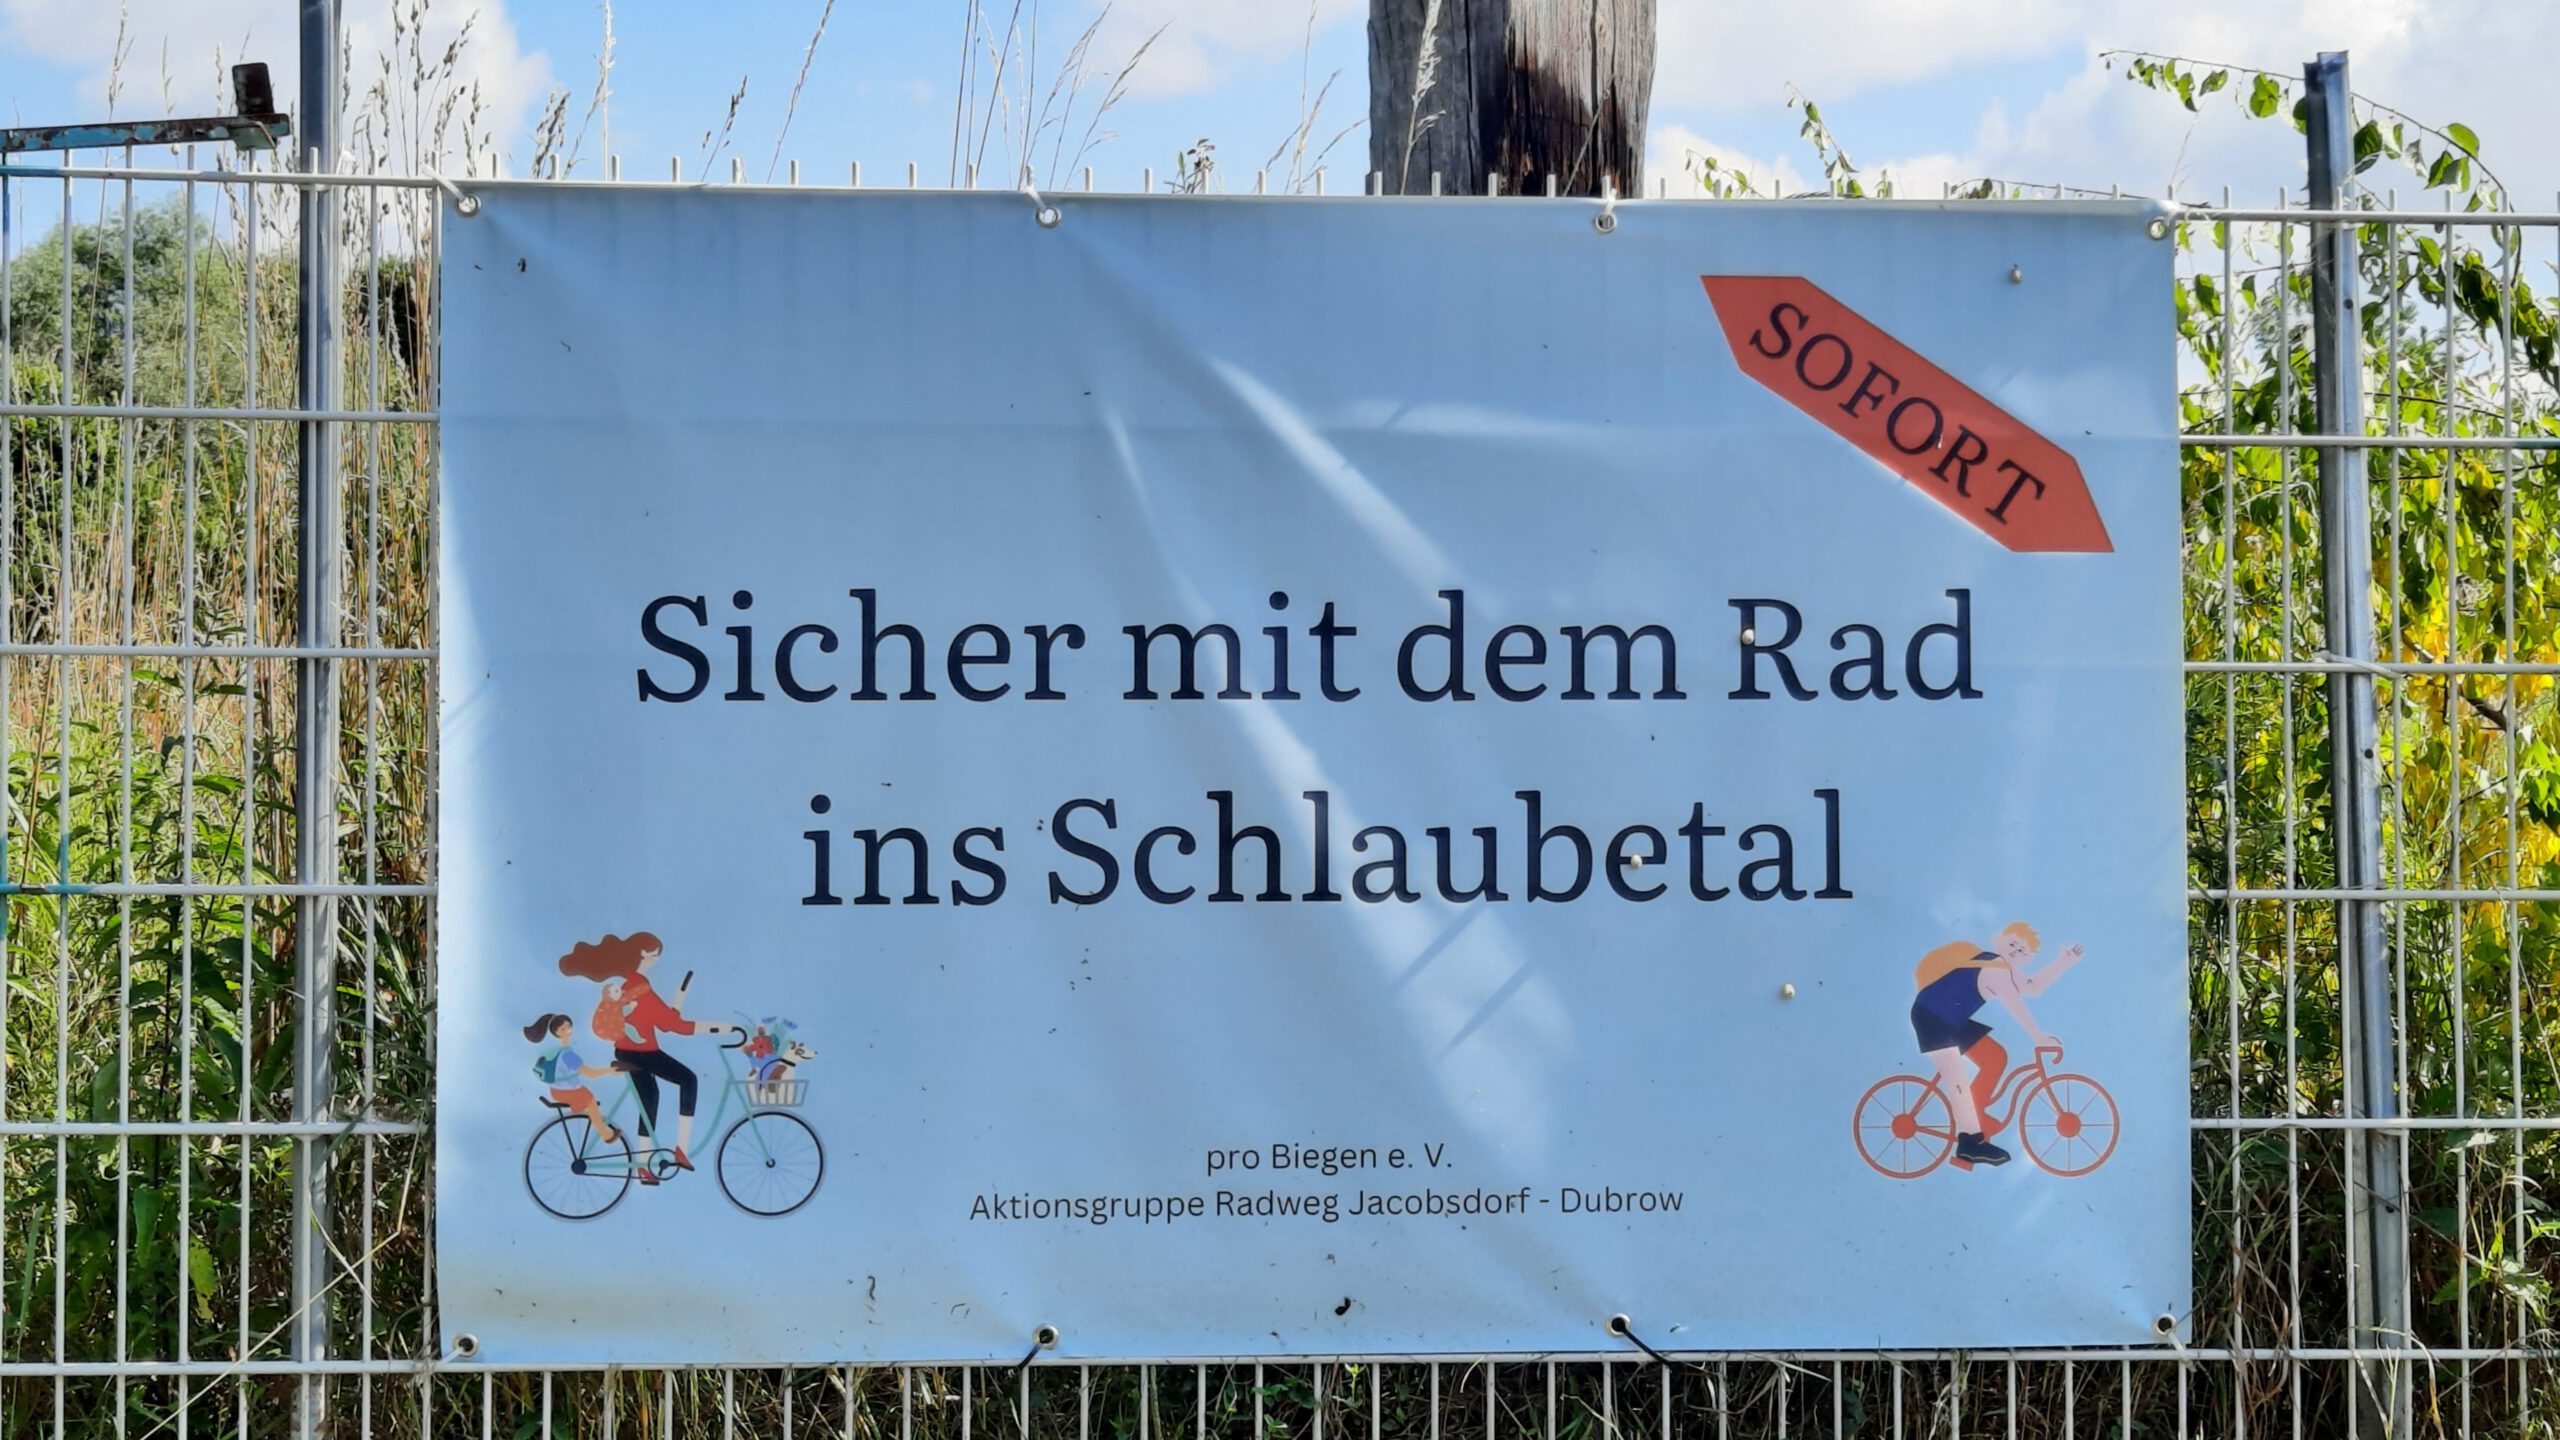 SOFORT
Sicher mit dem Rad
ins Schlaubetal
pro Biegen e. V.
Aktionsgruppe Radweg Jacobsdorf - Dubrow